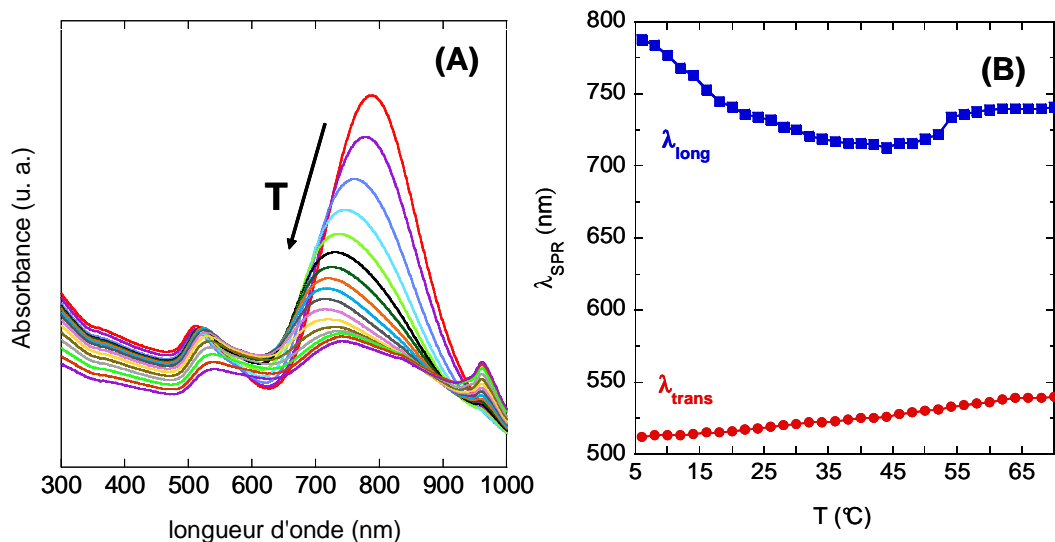 (A)
T
Absorbance (u. a.)
300 400 500 600 700 800 900 1000
longueur d'onde (nm)
(B)
800
750
700
650
600
550
500
λlong
λtrans
λSPR (nm)
5 15 25 35 45 55 65
T (°C)